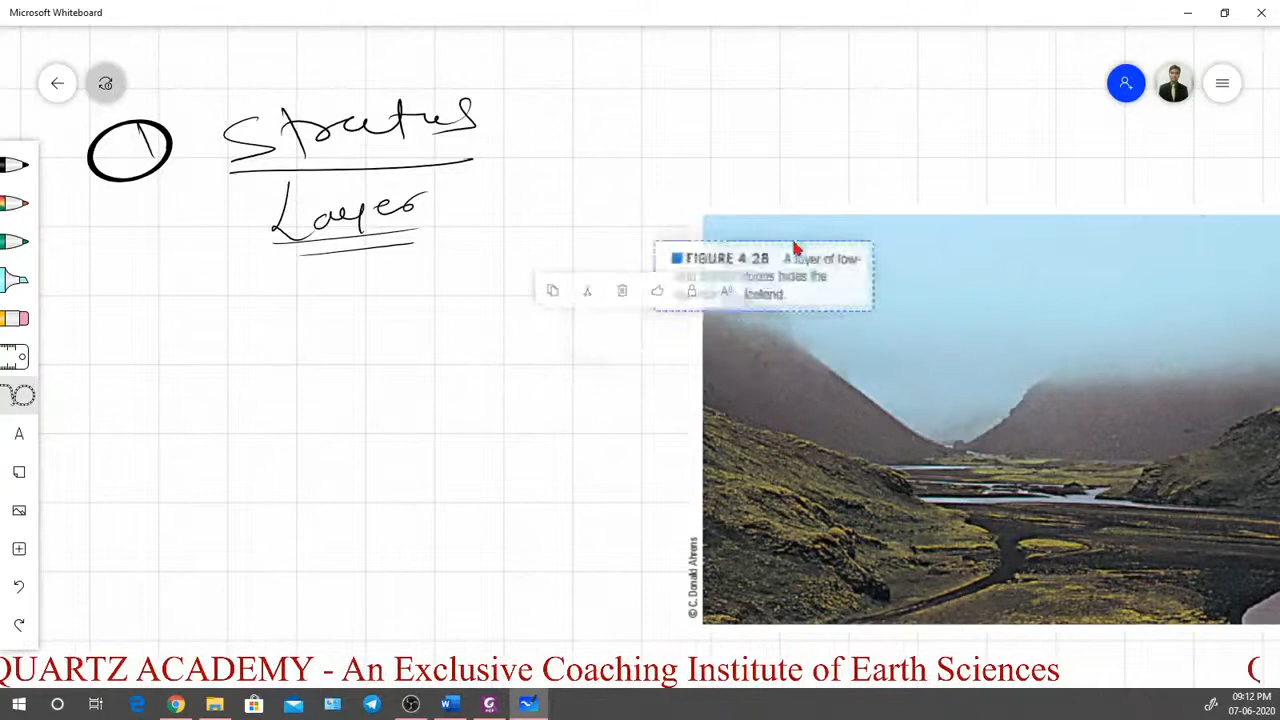 Microsoft Whiteboard
1 Stratus
Layer
FIGURE 4 28 A layer of low-
hides the
Iceland.
© C. Donald Ahrens
A
QUARTZ ACADEMY - An Exclusive Coaching Institute of Earth Sciences
09:12 PM
07-06-2020